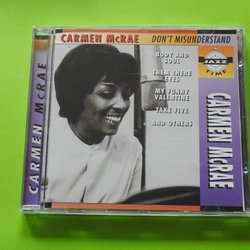 CARMEN McRAE
DON'T MISUNDERSTAND
BODY AND
SOUL
THEM THERE
EYES
MY FUNNY
VALENTINE
TAKE FIVE
AND OTHERS
JAZZ
TIME
CARMEN McRAE
CARMEN McRAE